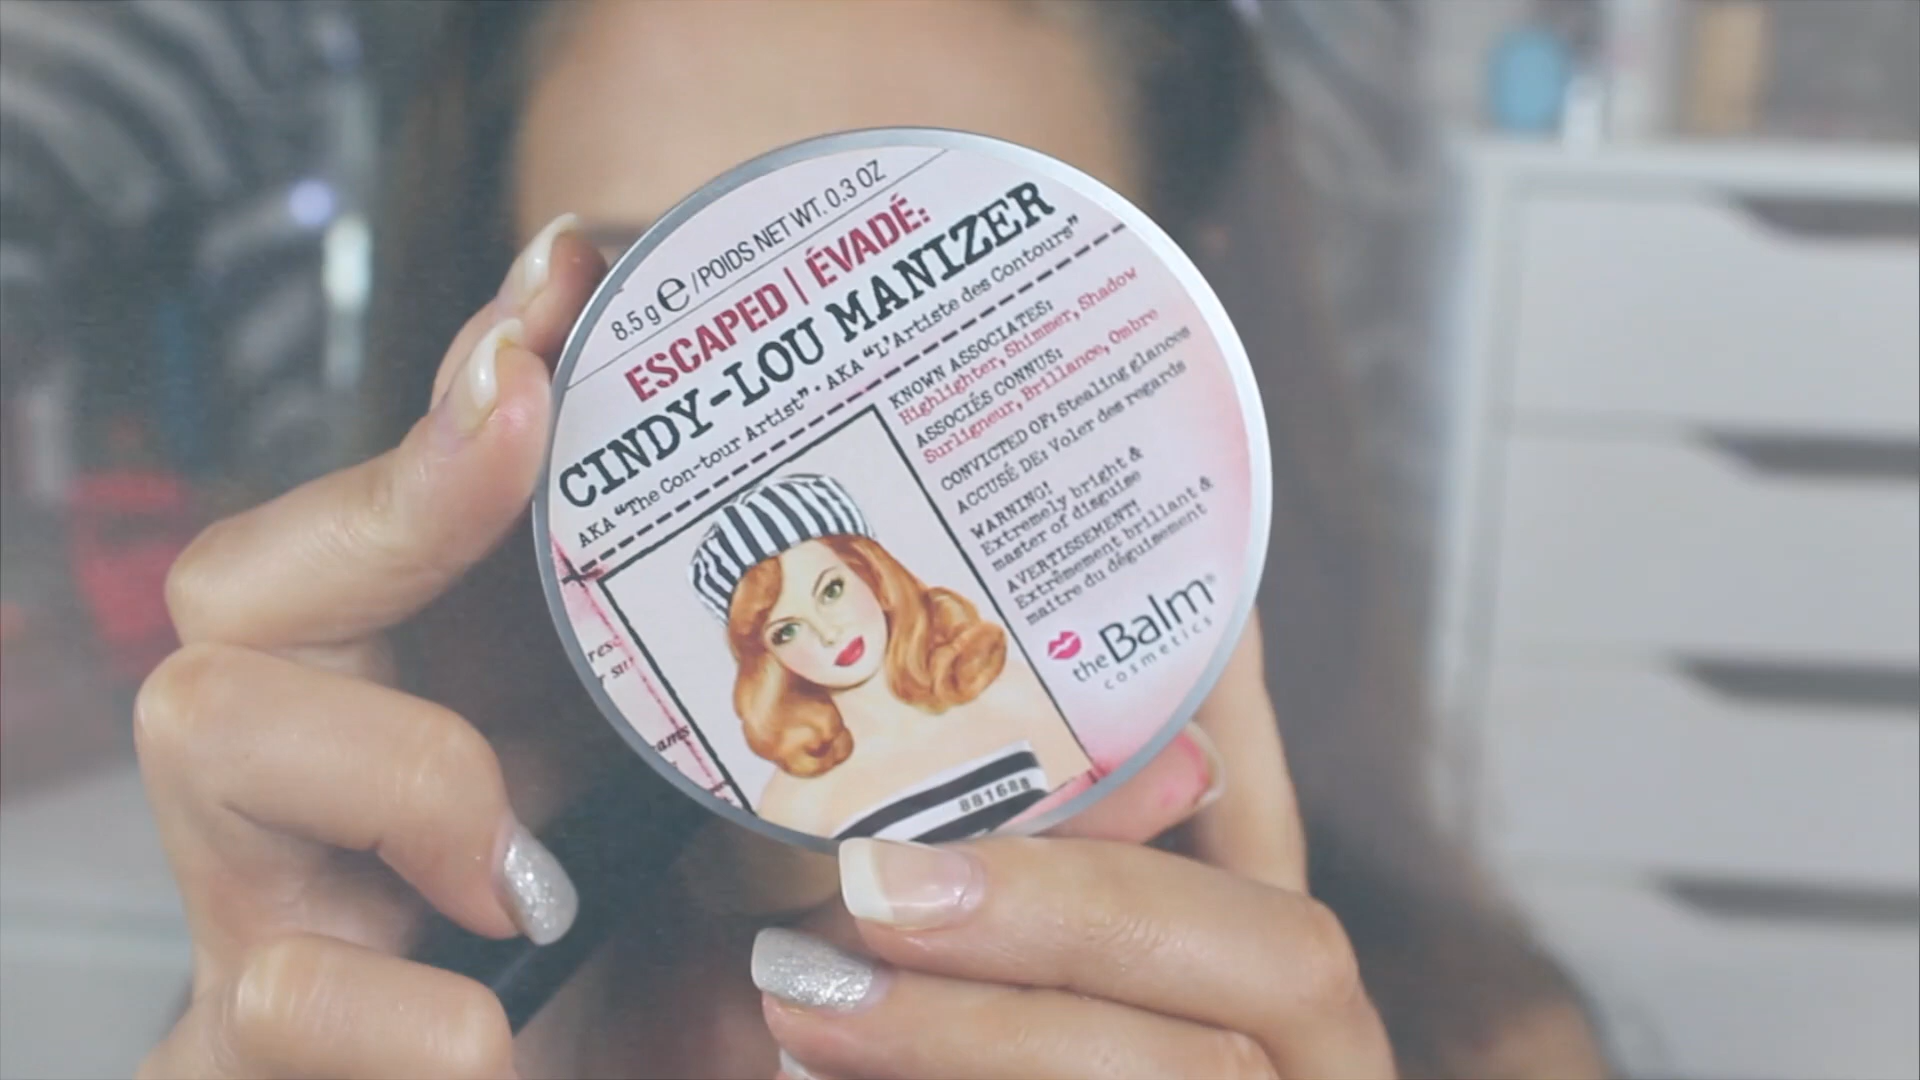 8.5 g e /POIDS NET WT. 0.3 OZ
ESCAPED | ÉVADÉ:
CINDY-LOU MANIZER
AKA “The Con-tour Artist”. AKA “L'Artiste des Contours”
KNOWN ASSOCIATES:
Highlighter, Shimmer, Shadow
ASSOCIÉS CONNUS:
Surligneur, Brillance, Ombre
CONVICTED OF: Stealing glances
ACCUSÉ DE: Voler des regards
WARNING!
Extremely bright &
master of disguise
AVERTISSEMENT!
Extrêmement brillant &
maître du déguisement
the Balm®
cosmetics